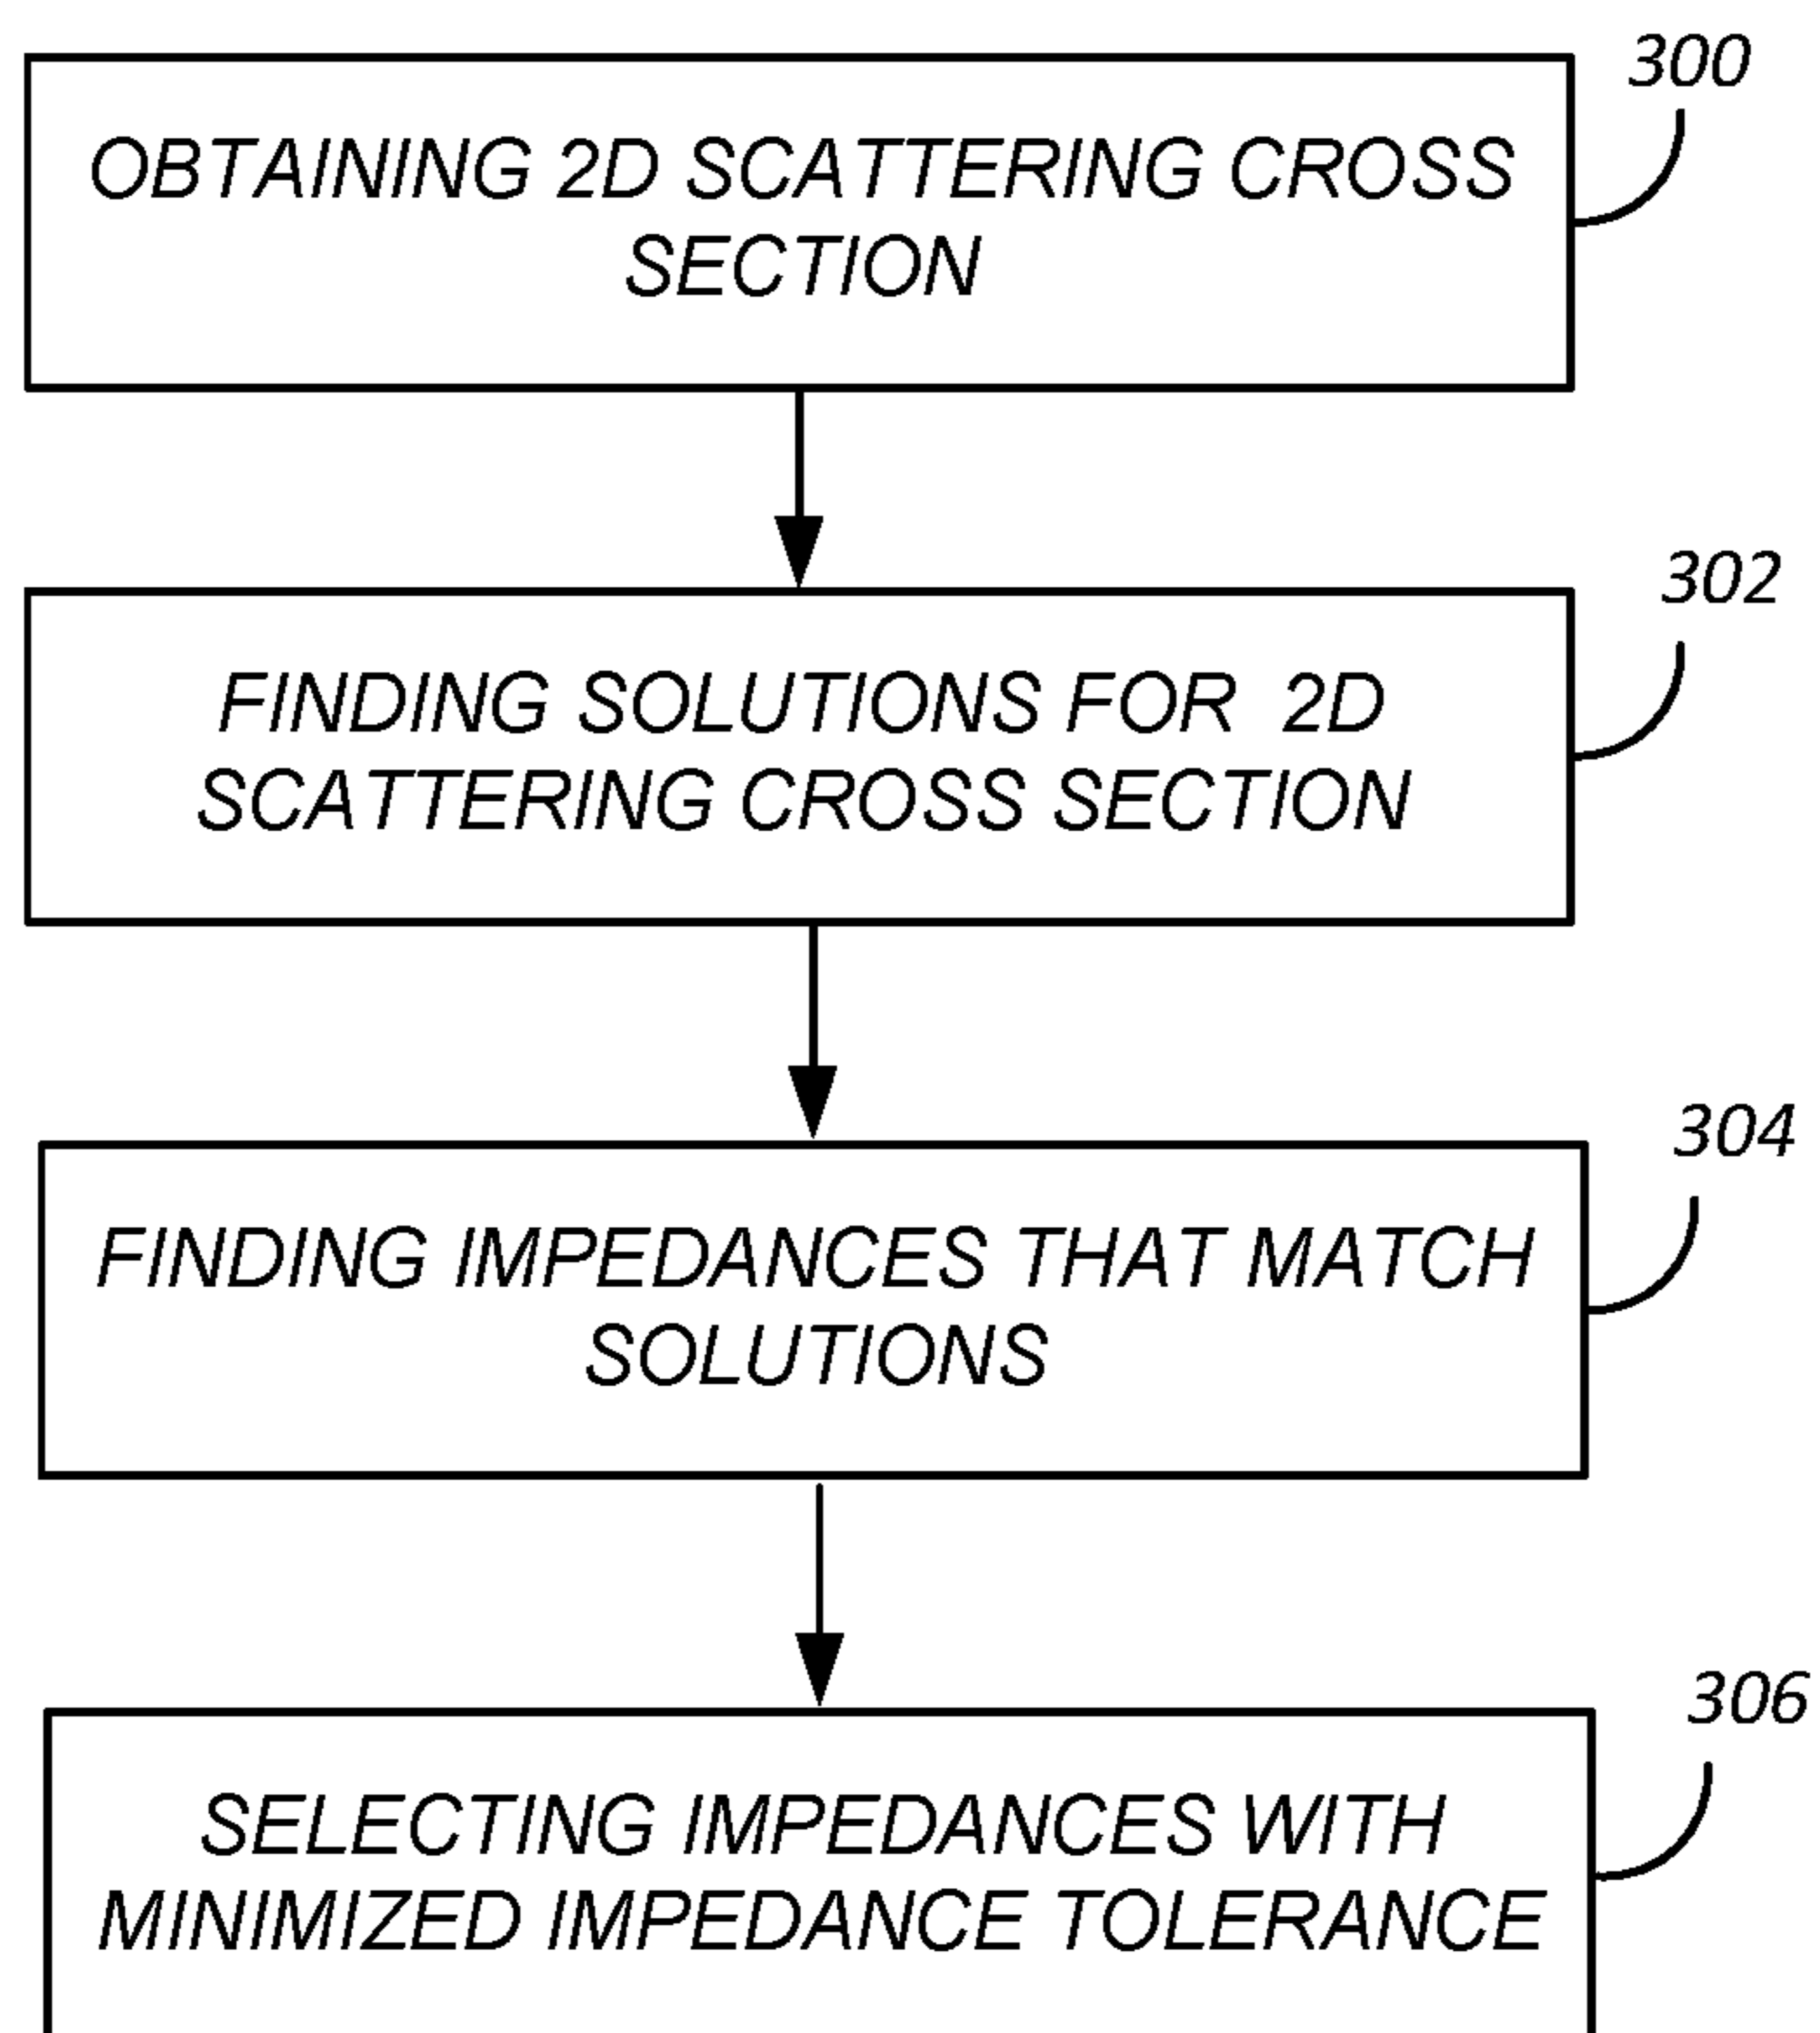 300
OBTAINING 2D SCATTERING CROSS
SECTION
302
FINDING SOLUTIONS FOR 2D
SCATTERING CROSS SECTION
304
FINDING IMPEDANCES THAT MATCH
SOLUTIONS
306
SELECTING IMPEDANCES WITH
MINIMIZED IMPEDANCE TOLERANCE